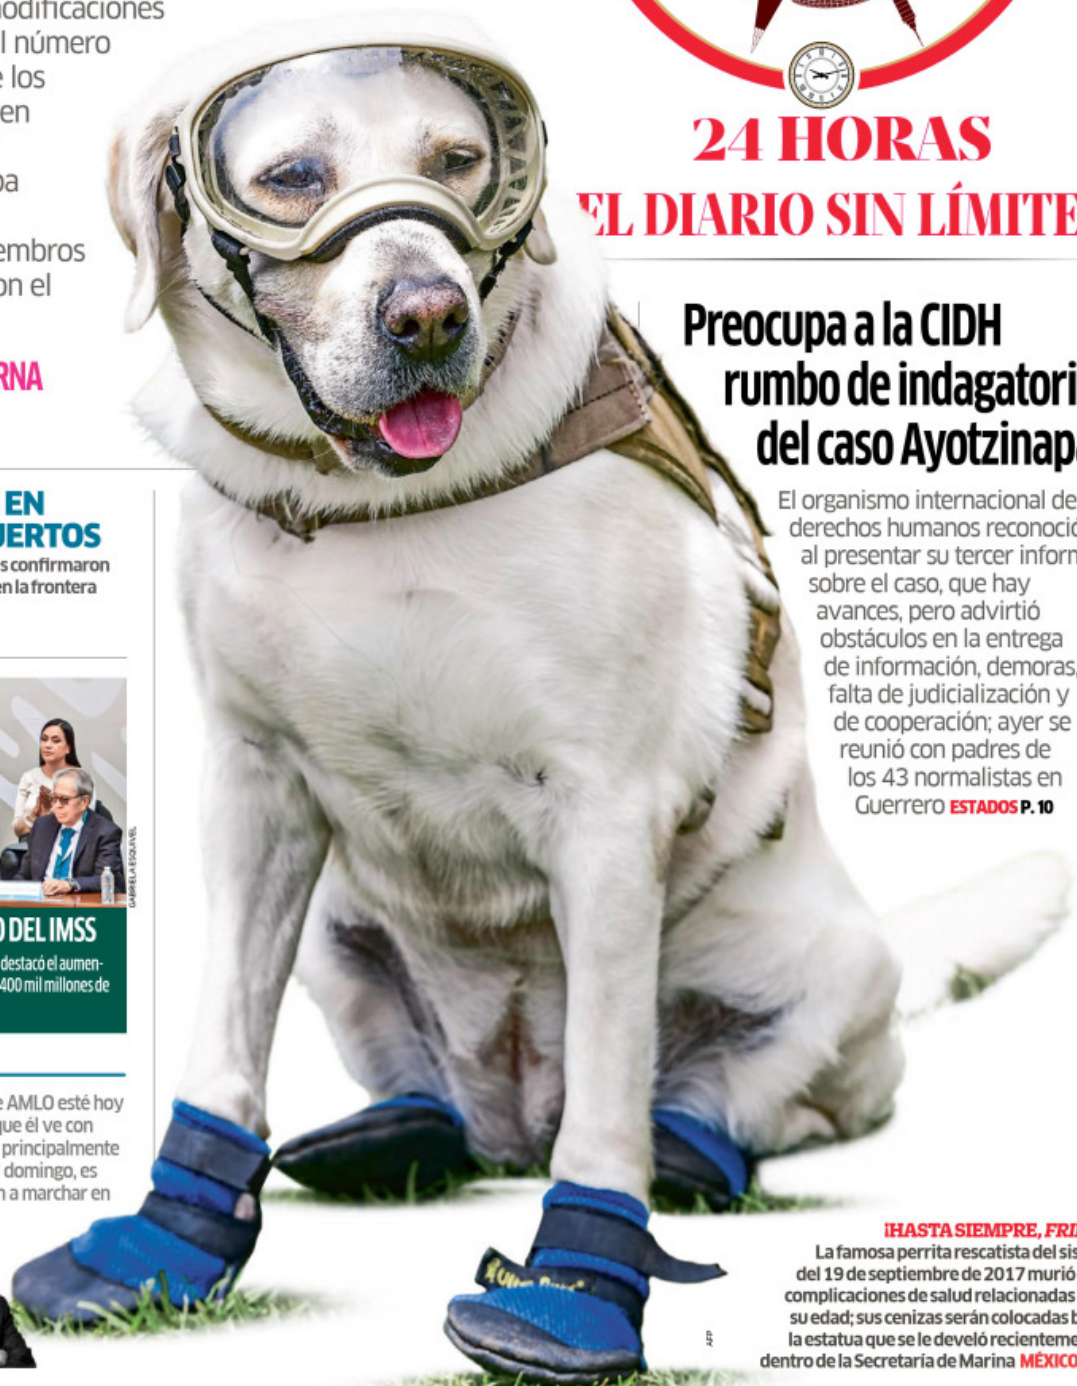 modificaciones
l número
e los
en
embros
on el
RNA
EN
UERTOS
s confirmaron
en la frontera
GABRIELA ESQUIVEL
O DEL IMSS
destacó el aumen-
400 mil millones de
e AMLO esté hoy
que él ve con
principalmente
domingo, es
n a marchar en
24 HORAS
EL DIARIO SIN LÍMITE
Preocupa a la CIDH
rumbo de indagatori
del caso Ayotzinapa
El organismo internacional de
derechos humanos reconoció
al presentar su tercer inform
sobre el caso, que hay
avances, pero advirtió
obstáculos en la entrega
de información, demoras,
falta de judicialización y
de cooperación; ayer se
reunió con padres de
los 43 normalistas en
Guerrero ESTADOS P. 10
¡HASTA SIEMPRE, FRI
La famosa perrita rescatista del sis
del 19 de septiembre de 2017 murió
complicaciones de salud relacionadas
su edad; sus cenizas serán colocadas b
la estatua que se le develó recienteme
dentro de la Secretaría de Marina MÉXICO
AFP